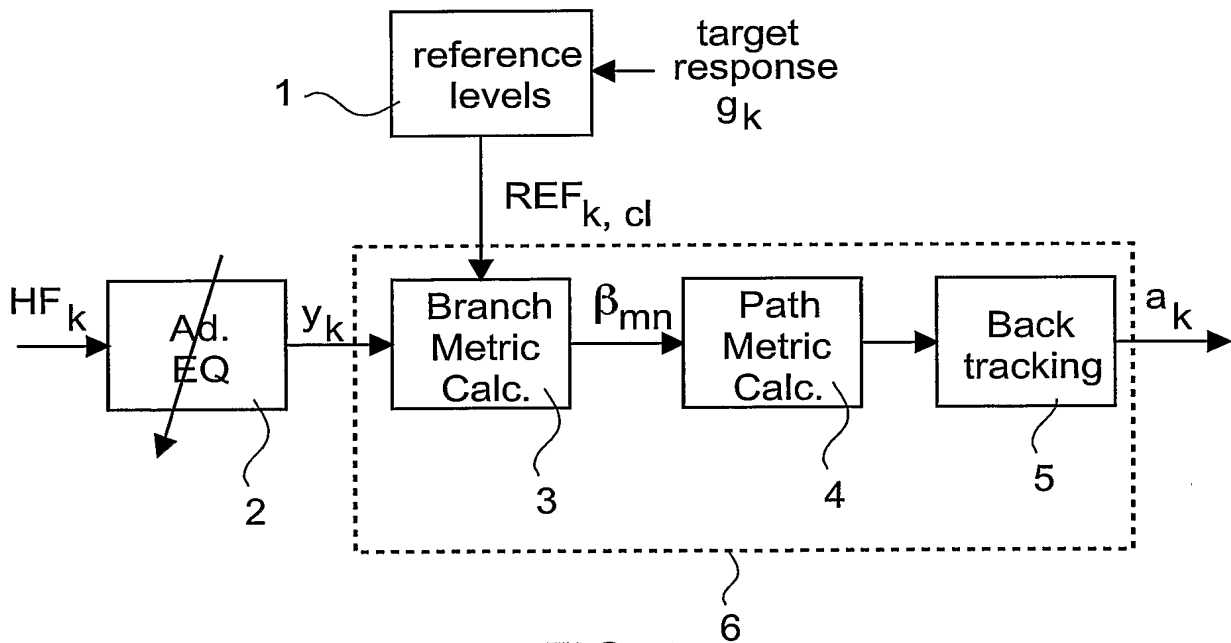 reference
levels
target
response
g_k
1
REF_k, cl
HF_k
Ad.
EQ
y_k
Branch
Metric
Calc.
β_mn
Path
Metric
Calc.
Back
tracking
a_k
2
3
4
5
6